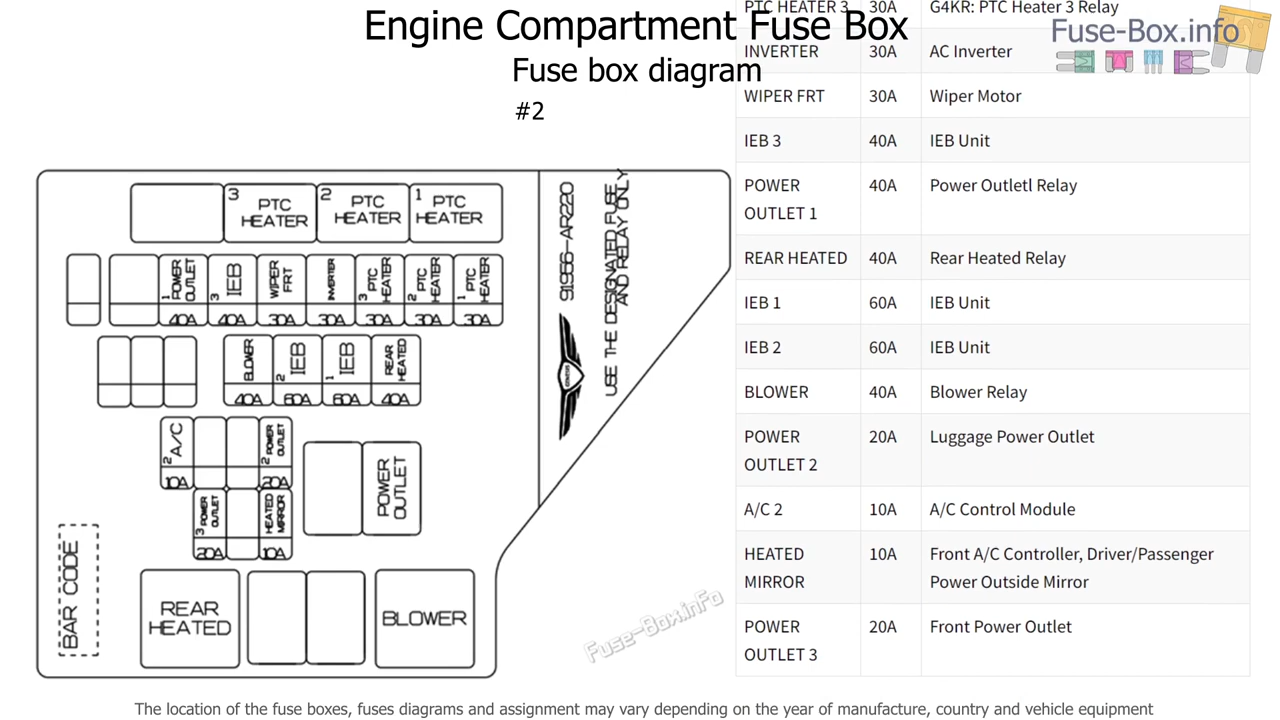 Engine Compartment Fuse Box
Fuse box diagram
#2
Fuse-Box.info
PTC HEATER 3 30A G4KR: PTC Heater 3 Relay
INVERTER 30A AC Inverter
WIPER FRT 30A Wiper Motor
IEB 3 40A IEB Unit
POWER OUTLET 1 40A Power Outletl Relay
REAR HEATED 40A Rear Heated Relay
IEB 1 60A IEB Unit
IEB 2 60A IEB Unit
BLOWER 40A Blower Relay
POWER OUTLET 2 20A Luggage Power Outlet
A/C 2 10A A/C Control Module
HEATED MIRROR 10A Front A/C Controller, Driver/Passenger
Power Outside Mirror
POWER OUTLET 3 20A Front Power Outlet
3 PTC HEATER
2 PTC HEATER
1 PTC HEATER
1 POWER OUTLET 40A
3 IEB 40A
WIPER FRT 30A
INVERTER 30A
3 PTC HEATER 30A
2 PTC HEATER 30A
1 PTC HEATER 30A
BLOWER 40A
2 IEB 60A
1 IEB 60A
REAR HEATED 40A
2 A/C 10A
2 POWER OUTLET 20A
3 POWER OUTLET 20A
HEATED MIRROR 10A
POWER OUTLET
BAR CODE
REAR HEATED
BLOWER
91956-AR220
USE THE DESIGNATED FUSE
AND RELAY ONLY
GENESIS
Fuse-Box.inFo
The location of the fuse boxes, fuses diagrams and assignment may vary depending on the year of manufacture, country and vehicle equipment